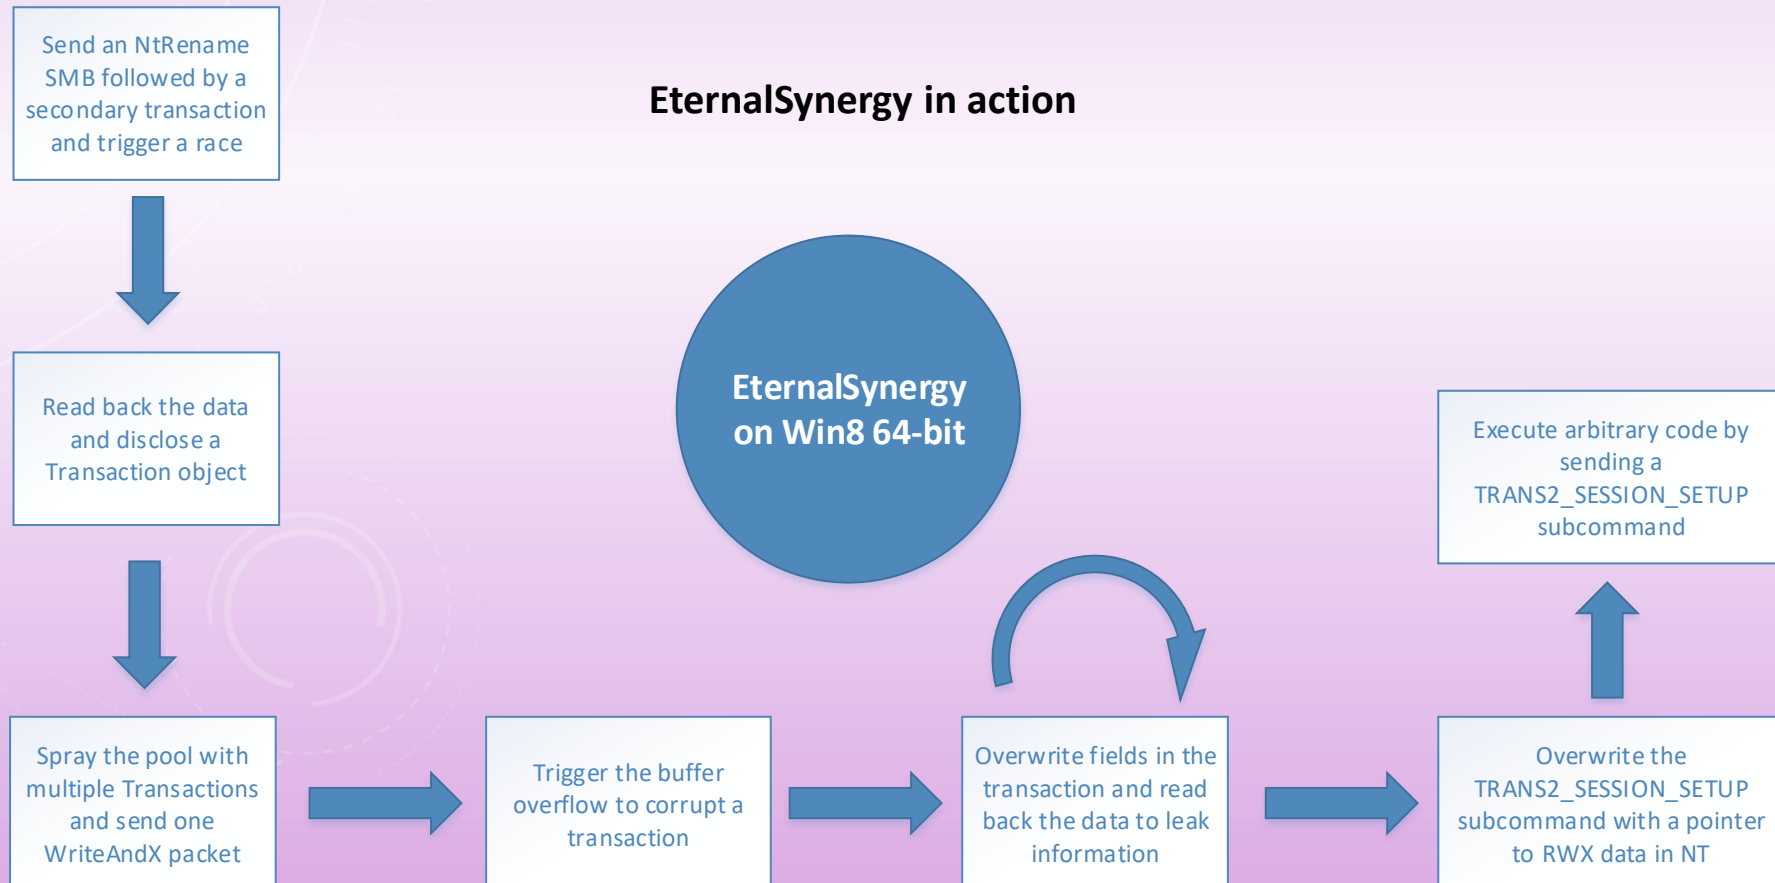 Send an NtRename
SMB followed by a
secondary transaction
and trigger a race
EternalSynergy in action
Read back the data
and disclose a
Transaction object
EternalSynergy
on Win8 64-bit
Spray the pool with
multiple Transactions
and send one
WriteAndX packet
Trigger the buffer
overflow to corrupt a
transaction
Overwrite fields in the
transaction and read
back the data to leak
information
Overwrite the
TRANS2_SESSION_SETUP
subcommand with a pointer
to RWX data in NT
Execute arbitrary code by
sending a
TRANS2_SESSION_SETUP
subcommand